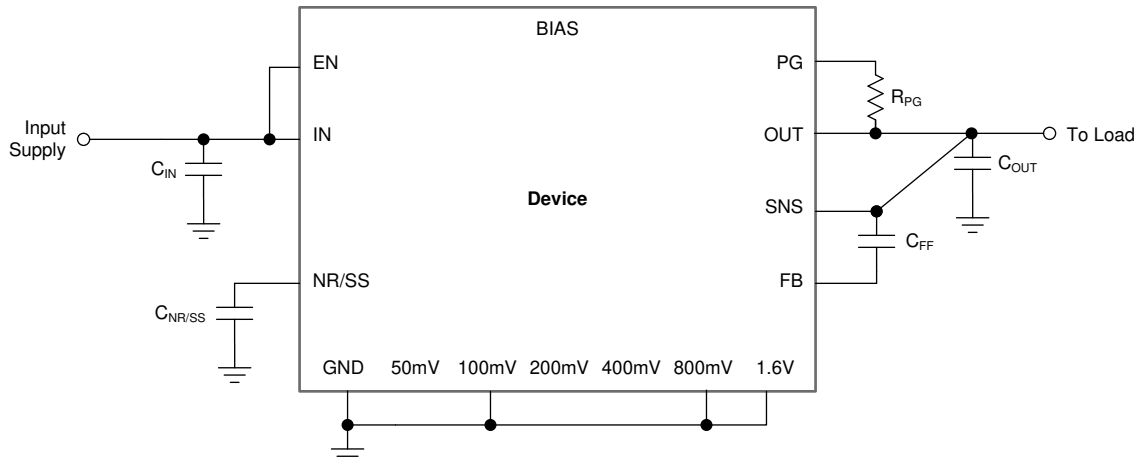 BIAS
EN
PG
R_PG
Input
Supply
IN
OUT
To Load
C_IN
C_OUT
Device
SNS
C_FF
NR/SS
FB
C_NR/SS
GND 50mV 100mV 200mV 400mV 800mV 1.6V